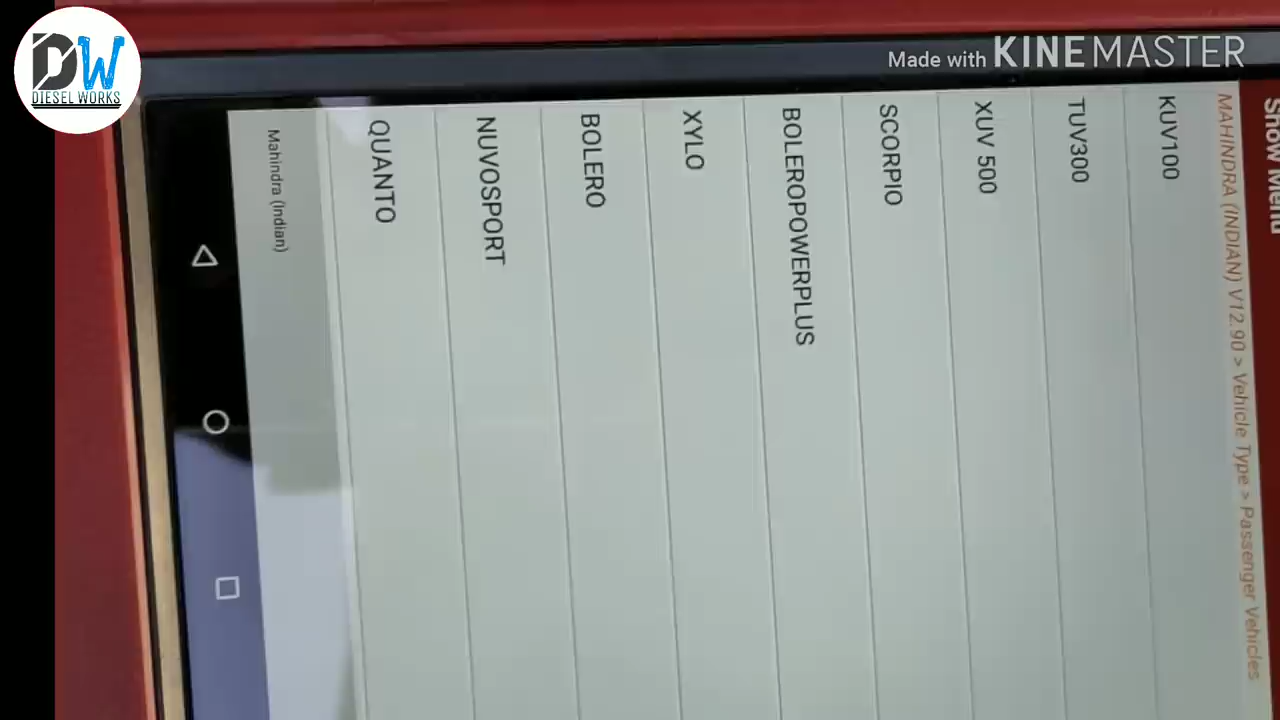 DW
DIESEL WORKS
Made with KINEMASTER
Show Menu
MAHINDRA (INDIAN) V12.90 > Vehicle Type > Passenger Vehicles
KUV100
TUV300
XUV 500
SCORPIO
BOLEROPOWERPLUS
XYLO
BOLERO
NUVOSPORT
QUANTO
Mahindra (Indian)